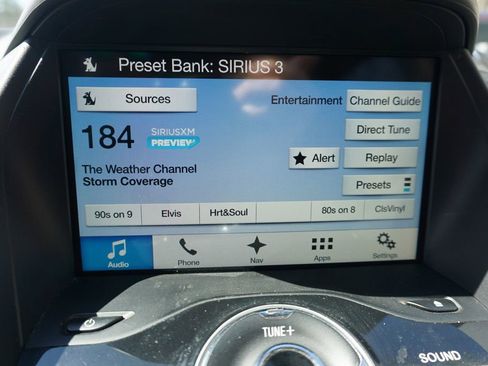 Preset Bank: SIRIUS 3
Sources
Entertainment
Channel Guide
184
SIRIUSXM
PREVIEW
Direct Tune
Alert
Replay
The Weather Channel
Storm Coverage
Presets
90s on 9
Elvis
Hrt&Soul
80s on 8
ClsVinyl
Audio
Phone
Nav
Apps
Settings
TUNE+
SOUND